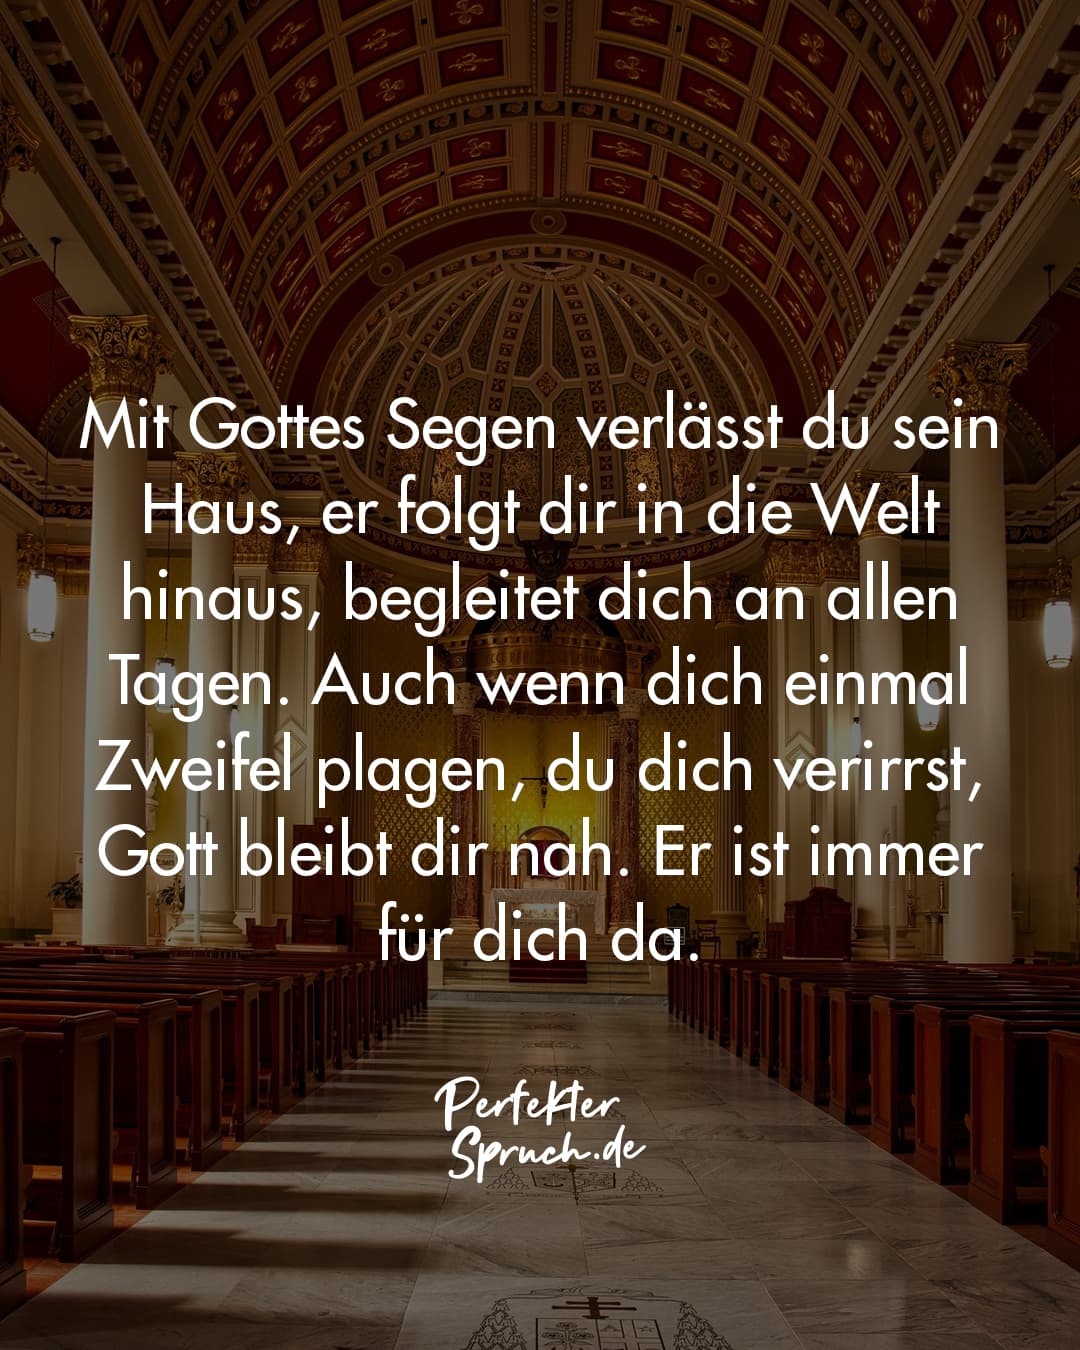 Mit Gottes Segen verlässt du sein
Haus, er folgt dir in die Welt
hinaus, begleitet dich an allen
Tagen. Auch wenn dich einmal
Zweifel plagen, du dich verirrst,
Gott bleibt dir nah. Er ist immer
für dich da.
Perfekter
Spruch.de